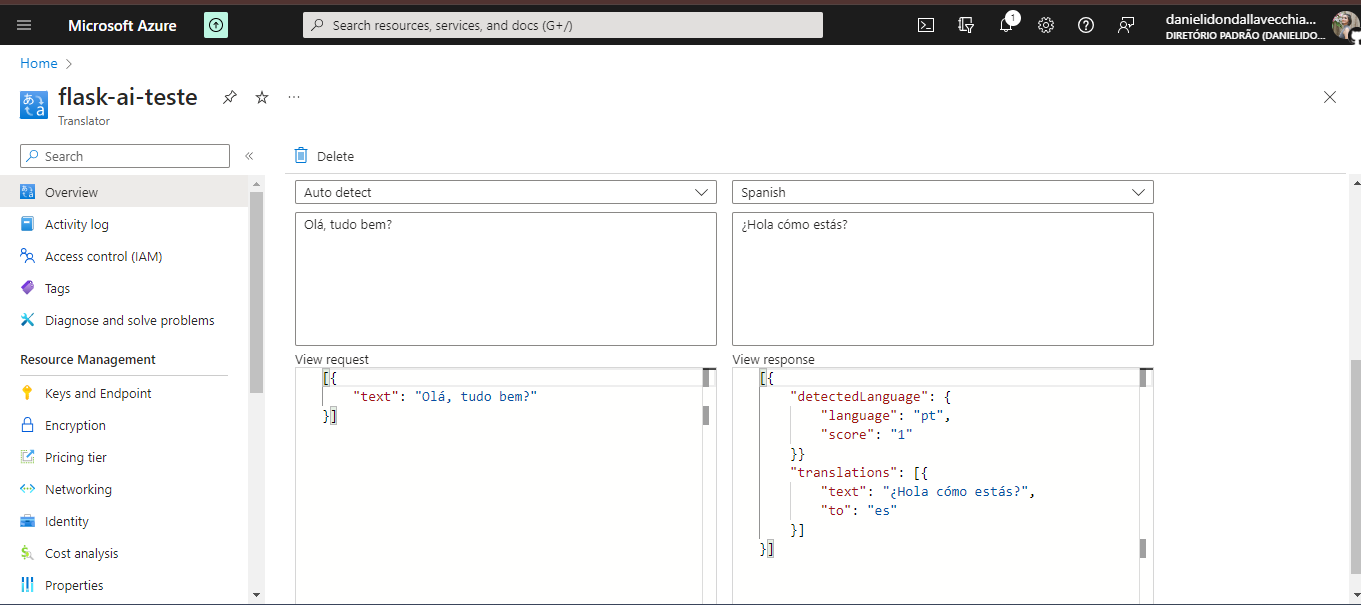 Microsoft Azure
Search resources, services, and docs (G+/)
1
danielidondallavecchia...
DIRETÓRIO PADRÃO (DANIELIDO...
Home
flask-ai-teste
...
Translator
Search
«
Delete
Overview
Activity log
Access control (IAM)
Tags
Diagnose and solve problems
Resource Management
Keys and Endpoint
Encryption
Pricing tier
Networking
Identity
Cost analysis
Properties
Auto detect
Spanish
Olá, tudo bem?
¿Hola cómo estás?
View request
[{
"text": "Olá, tudo bem?"
}]
View response
[{
"detectedLanguage": {
"language": "pt",
"score": "1"
}}
"translations": [{
"text": "¿Hola cómo estás?",
"to": "es"
}]
}]